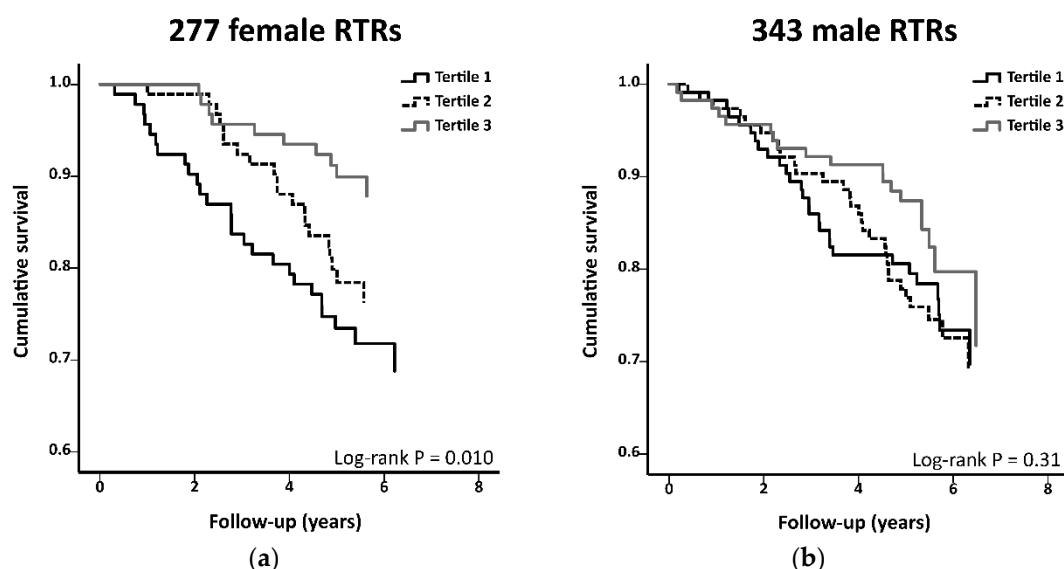 277 female RTRs
1.0
0.9
0.8
0.7
0.6
Cumulative survival
Tertile 1
Tertile 2
Tertile 3
Log-rank P = 0.010
0 2 4 6 8
Follow-up (years)
(a)
343 male RTRs
1.0
0.9
0.8
0.7
0.6
Cumulative survival
Tertile 1
Tertile 2
Tertile 3
Log-rank P = 0.31
0 2 4 6 8
Follow-up (years)
(b)